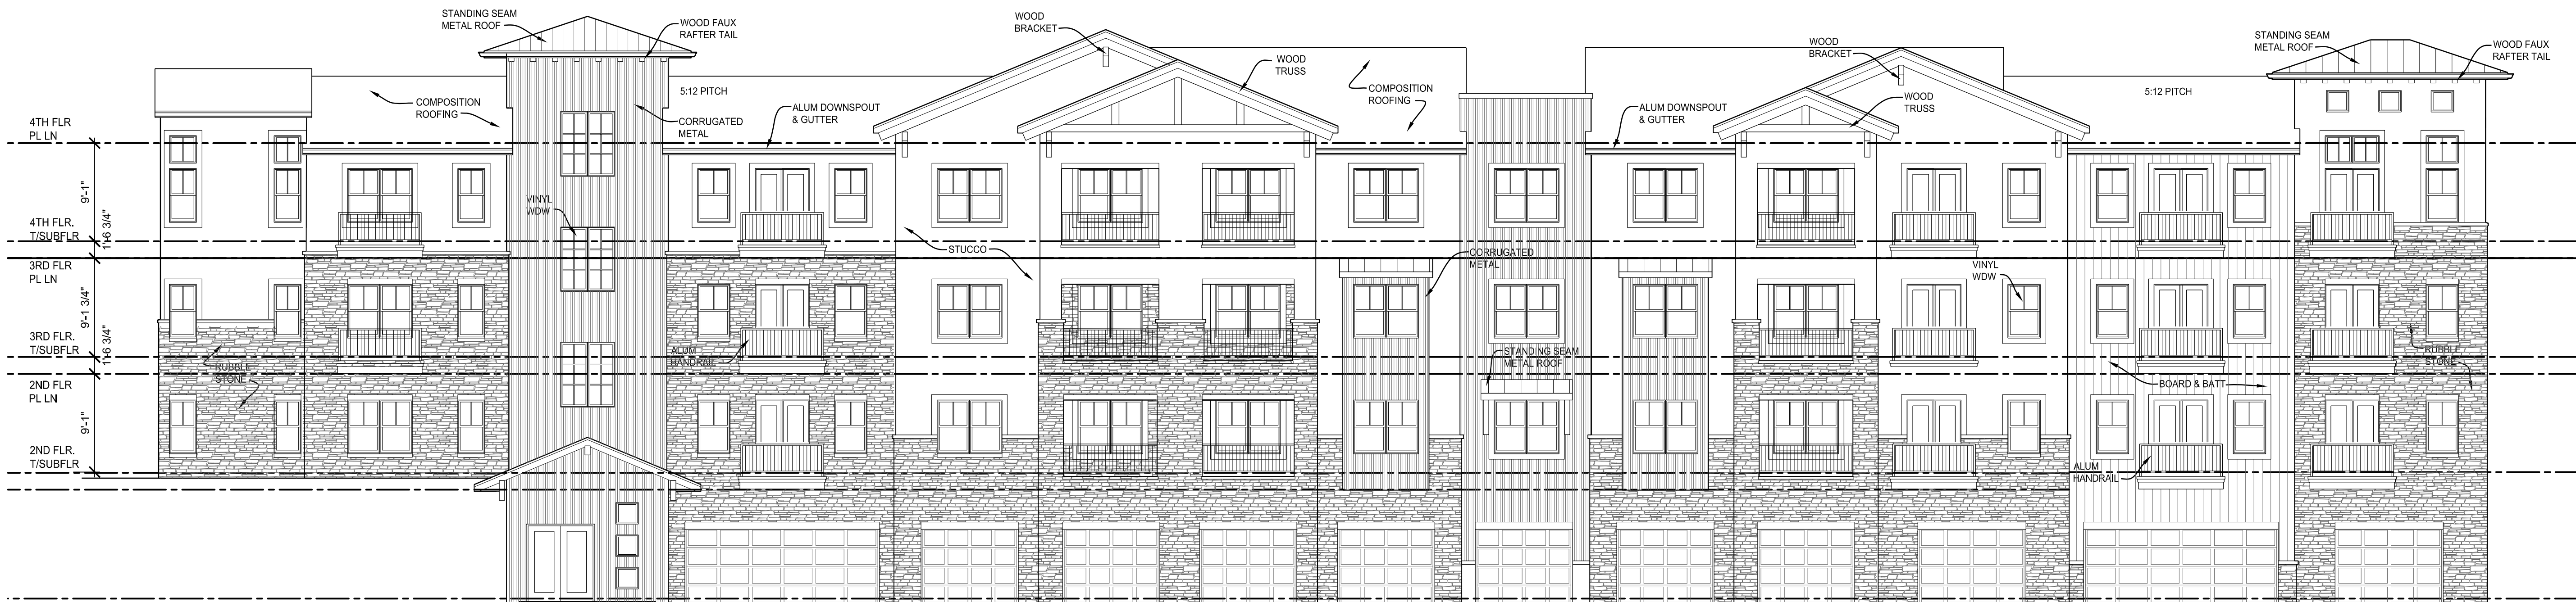 STANDING SEAM
METAL ROOF
WOOD FAUX
RAFTER TAIL
WOOD
BRACKET
WOOD
TRUSS
WOOD
BRACKET
STANDING SEAM
METAL ROOF
WOOD FAUX
RAFTER TAIL
COMPOSITION
ROOFING
5:12 PITCH
ALUM DOWNSPOUT
& GUTTER
CORRUGATED
METAL
COMPOSITION
ROOFING
ALUM DOWNSPOUT
& GUTTER
WOOD
TRUSS
5:12 PITCH
4TH FLR
PL LN
9'-1"
4TH FLR.
T/SUBFLR
1'-6 3/4"
VINYL
WDW
STUCCO
CORRUGATED
METAL
VINYL
WDW
3RD FLR
PL LN
9'-1 3/4"
3RD FLR.
T/SUBFLR
1'-6 3/4"
RUBBLE
STONE
ALUM
HANDRAIL
STANDING SEAM
METAL ROOF
RUBBLE
STONE
BOARD & BATT
2ND FLR
PL LN
9'-1"
2ND FLR.
T/SUBFLR
ALUM
HANDRAIL